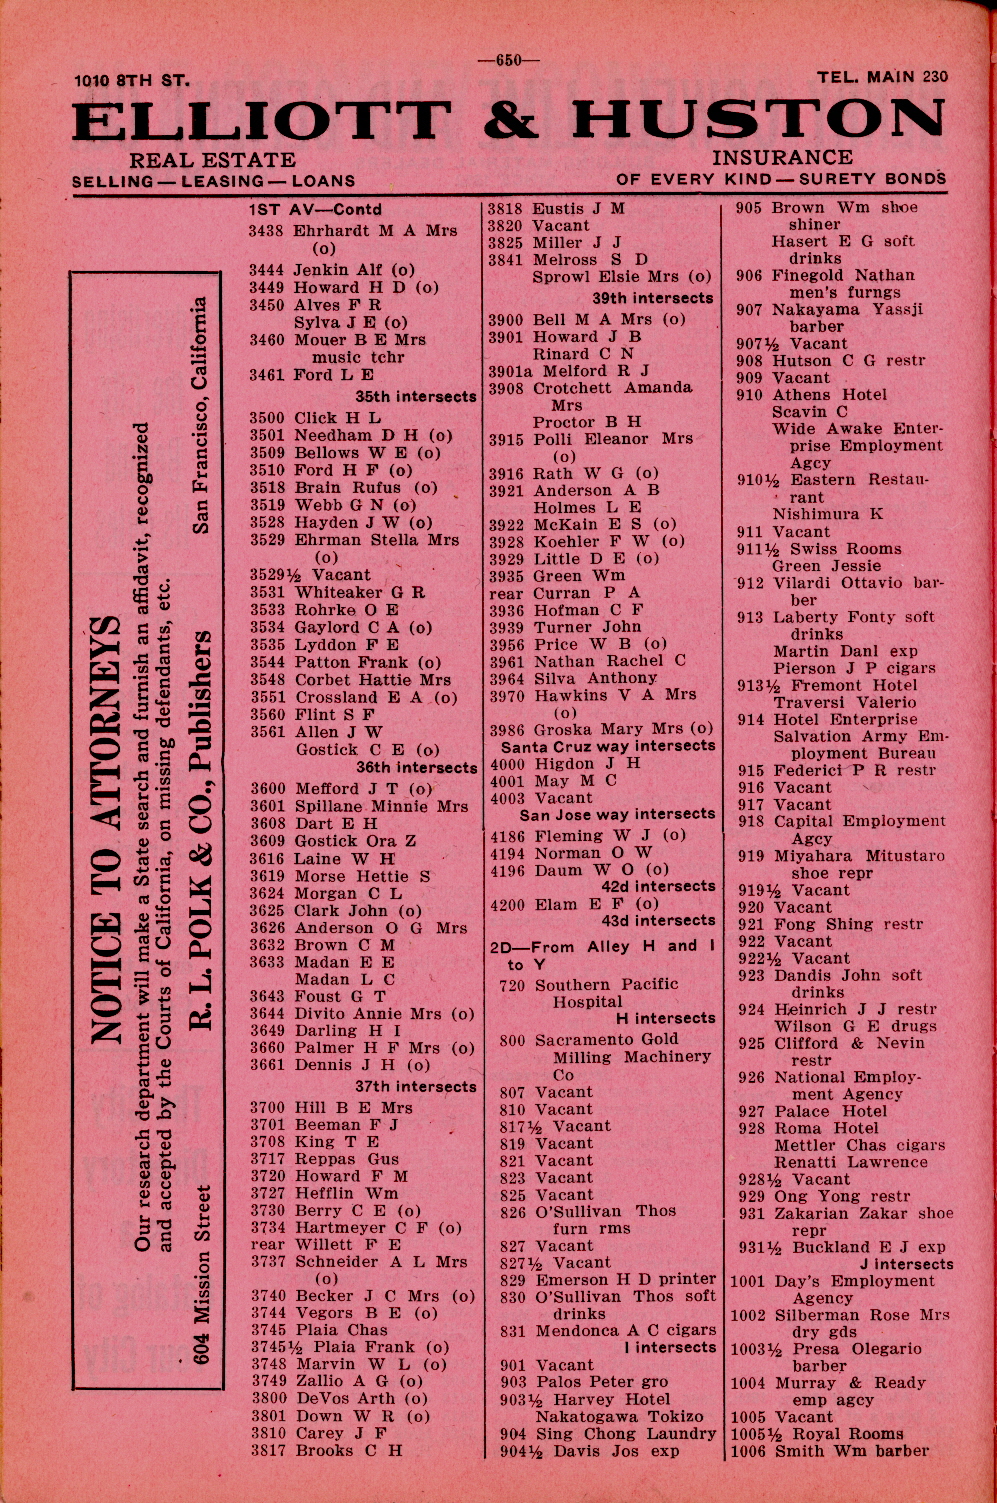 —650—
1010 8TH ST.
TEL. MAIN 230
ELLIOTT & HUSTON
REAL ESTATE
INSURANCE
SELLING — LEASING — LOANS
OF EVERY KIND — SURETY BONDS
NOTICE TO ATTORNEYS
Our research department will make a State search and furnish an affidavit, recognized
and accepted by the Courts of California, on missing defendants, etc.
R. L. POLK & CO., Publishers
604 Mission Street
San Francisco, California
1ST AV—Contd
3438 Ehrhardt M A Mrs
(o)
3444 Jenkin Alf (o)
3449 Howard H D (o)
3450 Alves F R
Sylva J E (o)
3460 Mouer B E Mrs
music tchr
3461 Ford L E
35th intersects
3500 Click H L
3501 Needham D H (o)
3509 Bellows W E (o)
3510 Ford H F (o)
3518 Brain Rufus (o)
3519 Webb G N (o)
3528 Hayden J W (o)
3529 Ehrman Stella Mrs
(o)
3529½ Vacant
3531 Whiteaker G R
3533 Rohrke O E
3534 Gaylord C A (o)
3535 Lyddon F E
3544 Patton Frank (o)
3548 Corbet Hattie Mrs
3551 Crossland E A (o)
3560 Flint S F
3561 Allen J W
Gostick C E (o)
36th intersects
3600 Mefford J T (o)
3601 Spillane Minnie Mrs
3608 Dart E H
3609 Gostick Ora Z
3616 Laine W H
3619 Morse Hettie S
3624 Morgan C L
3625 Clark John (o)
3626 Anderson O G Mrs
3632 Brown C M
3633 Madan E E
Madan L C
3643 Foust G T
3644 Divito Annie Mrs (o)
3649 Darling H I
3660 Palmer H F Mrs (o)
3661 Dennis J H (o)
37th intersects
3700 Hill B E Mrs
3701 Beeman F J
3708 King T E
3717 Reppas Gus
3720 Howard F M
3727 Hefflin Wm
3730 Berry C E (o)
3734 Hartmeyer C F (o)
rear Willett F E
3737 Schneider A L Mrs
(o)
3740 Becker J C Mrs (o)
3744 Vegors B E (o)
3745 Plaia Chas
3745½ Plaia Frank (o)
3748 Marvin W L (o)
3749 Zallio A G (o)
3800 DeVos Arth (o)
3801 Down W R (o)
3810 Carey J F
3817 Brooks C H
3818 Eustis J M
3820 Vacant
3825 Miller J J
3841 Melross S D
Sprowl Elsie Mrs (o)
39th intersects
3900 Bell M A Mrs (o)
3901 Howard J B
Rinard C N
3901a Melford R J
3908 Crotchett Amanda
Mrs
Proctor B H
3915 Polli Eleanor Mrs
(o)
3916 Rath W G (o)
3921 Anderson A B
Holmes L E
3922 McKain E S (o)
3928 Koehler F W (o)
3929 Little D E (o)
3935 Green Wm
rear Curran P A
3936 Hofman C F
3939 Turner John
3956 Price W B (o)
3961 Nathan Rachel C
3964 Silva Anthony
3970 Hawkins V A Mrs
(o)
3986 Groska Mary Mrs (o)
Santa Cruz way intersects
4000 Higdon J H
4001 May M C
4003 Vacant
San Jose way intersects
4186 Fleming W J (o)
4194 Norman O W
4196 Daum W O (o)
42d intersects
4200 Elam E F (o)
43d intersects
2D—From Alley H and I
to Y
720 Southern Pacific
Hospital
H intersects
800 Sacramento Gold
Milling Machinery
Co
807 Vacant
810 Vacant
817½ Vacant
819 Vacant
821 Vacant
823 Vacant
825 Vacant
826 O'Sullivan Thos
furn rms
827 Vacant
827½ Vacant
829 Emerson H D printer
830 O'Sullivan Thos soft
drinks
831 Mendonca A C cigars
I intersects
901 Vacant
903 Palos Peter gro
903½ Harvey Hotel
Nakatogawa Tokizo
904 Sing Chong Laundry
904½ Davis Jos exp
905 Brown Wm shoe
shiner
Hasert E G soft
drinks
906 Finegold Nathan
men's furngs
907 Nakayama Yassji
barber
907½ Vacant
908 Hutson C G restr
909 Vacant
910 Athens Hotel
Scavin C
Wide Awake Enter-
prise Employment
Agcy
910½ Eastern Restau-
rant
Nishimura K
911 Vacant
911½ Swiss Rooms
Green Jessie
912 Vilardi Ottavio bar-
ber
913 Laberty Fonty soft
drinks
Martin Danl exp
Pierson J P cigars
913½ Fremont Hotel
Traversi Valerio
914 Hotel Enterprise
Salvation Army Em-
ployment Bureau
915 Federici P R restr
916 Vacant
917 Vacant
918 Capital Employment
Agcy
919 Miyahara Mitustaro
shoe repr
919½ Vacant
920 Vacant
921 Fong Shing restr
922 Vacant
922½ Vacant
923 Dandis John soft
drinks
924 Heinrich J J restr
Wilson G E drugs
925 Clifford & Nevin
restr
926 National Employ-
ment Agency
927 Palace Hotel
928 Roma Hotel
Mettler Chas cigars
Renatti Lawrence
928½ Vacant
929 Ong Yong restr
931 Zakarian Zakar shoe
repr
931½ Buckland E J exp
J intersects
1001 Day's Employment
Agency
1002 Silberman Rose Mrs
dry gds
1003½ Presa Olegario
barber
1004 Murray & Ready
emp agcy
1005 Vacant
1005½ Royal Rooms
1006 Smith Wm barber